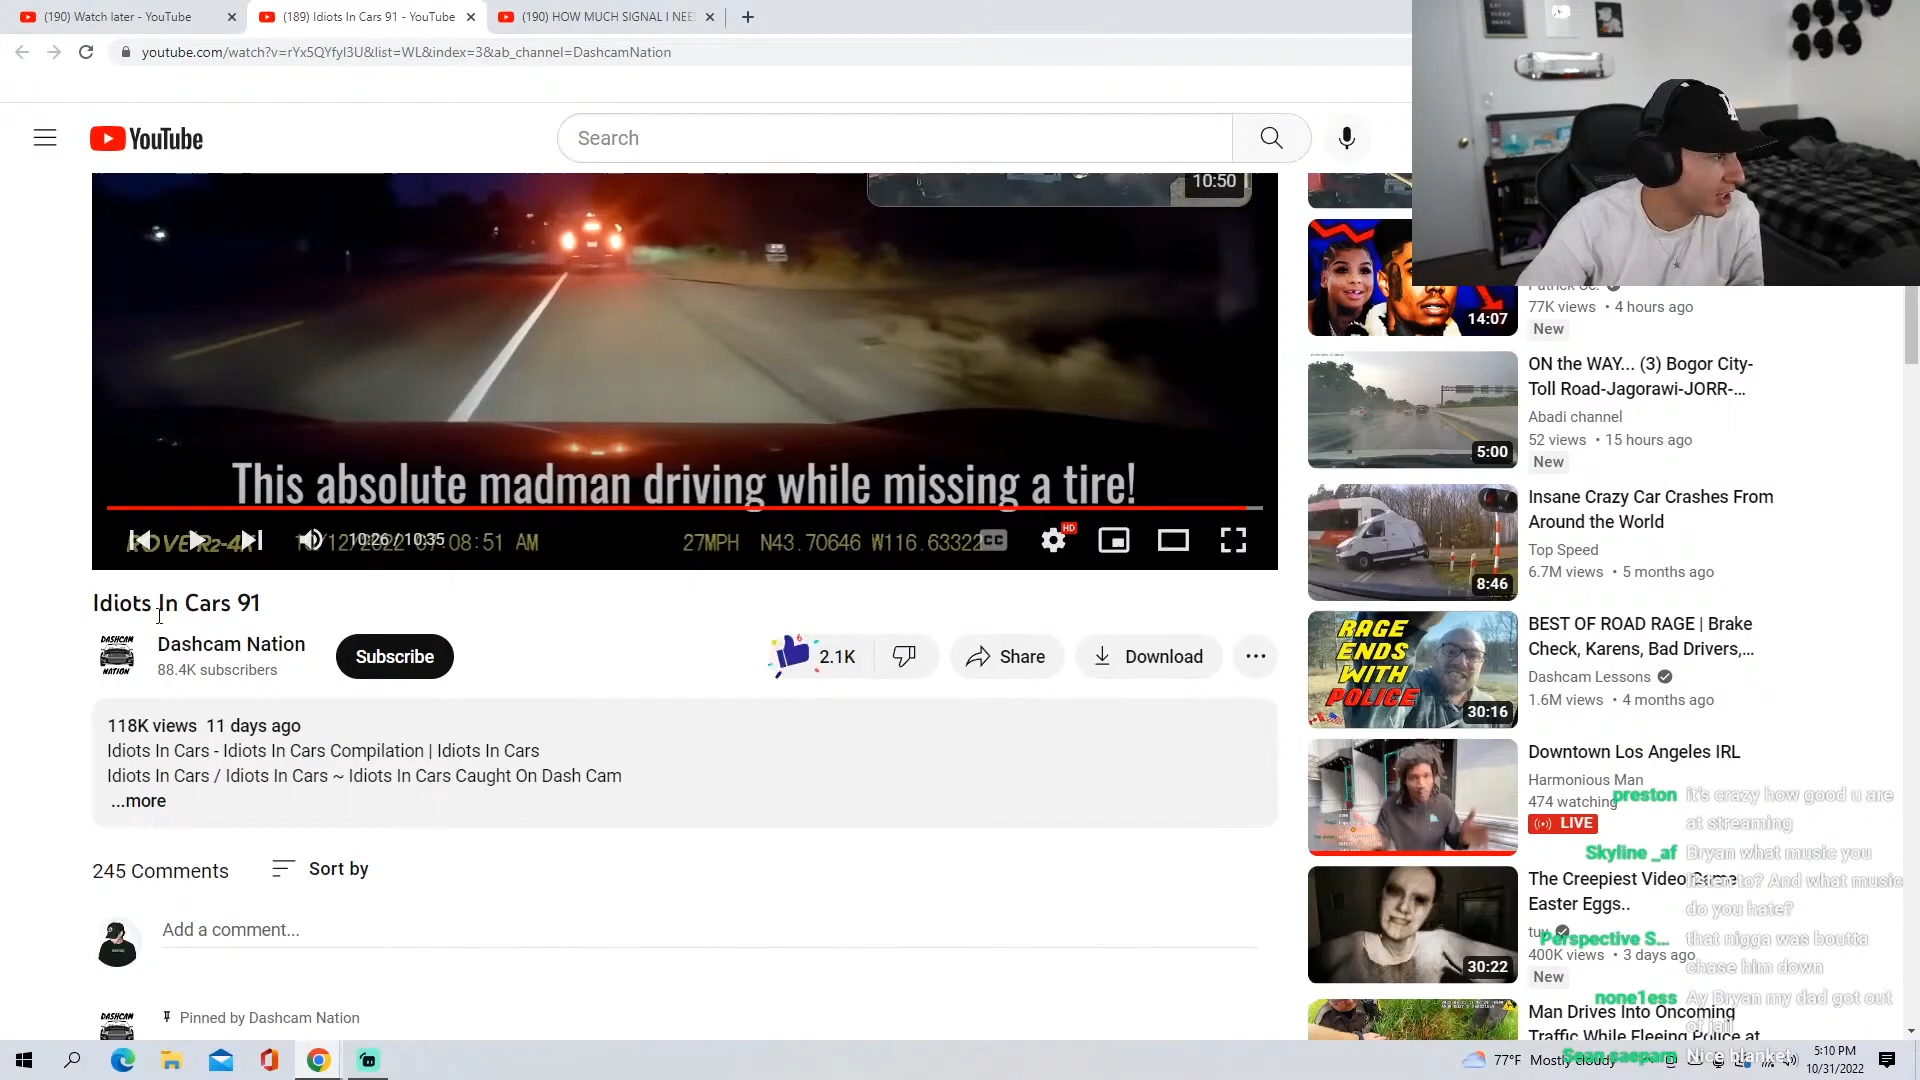 (190) Watch later - YouTube
(189) Idiots In Cars 91 - YouTube
(190) HOW MUCH SIGNAL I NEE
youtube.com/watch?v=rYx5QYfyI3U&list=WL&index=3&ab_channel=DashcamNation
YouTube
Search
10:50
This absolute madman driving while missing a tire!
10:26 / 10:35
ROVER2-4K
08:51 AM
27MPH N43.70646 W116.63322
CC
HD
Idiots In Cars 91
DASHCAM
NATION
Dashcam Nation
88.4K subscribers
Subscribe
2.1K
Share
Download
118K views 11 days ago
Idiots In Cars - Idiots In Cars Compilation | Idiots In Cars
Idiots In Cars / Idiots In Cars ~ Idiots In Cars Caught On Dash Cam
...more
245 Comments
Sort by
Add a comment...
DASHCAM
Pinned by Dashcam Nation
14:07
77K views • 4 hours ago
New
5:00
ON the WAY... (3) Bogor City-
Toll Road-Jagorawi-JORR-...
Abadi channel
52 views • 15 hours ago
New
8:46
Insane Crazy Car Crashes From
Around the World
Top Speed
6.7M views • 5 months ago
RAGE
ENDS
WITH
POLICE
30:16
BEST OF ROAD RAGE | Brake
Check, Karens, Bad Drivers,...
Dashcam Lessons
1.6M views • 4 months ago
Downtown Los Angeles IRL
Harmonious Man
474 watching
LIVE
30:22
The Creepiest Video Game
Easter Eggs..
tuv
400K views • 3 days ago
New
Man Drives Into Oncoming
Traffic While Fleeing Police at
preston it's crazy how good u are
at streaming
Skyline _af Bryan what music you
listen to? And what music
do you hate?
Perspective S... that nigga was boutta
chase him down
none1ess Ay Bryan my dad got out
of jail
Sean saepam Nice blanket
77°F Mostly cloudy
5:10 PM
10/31/2022